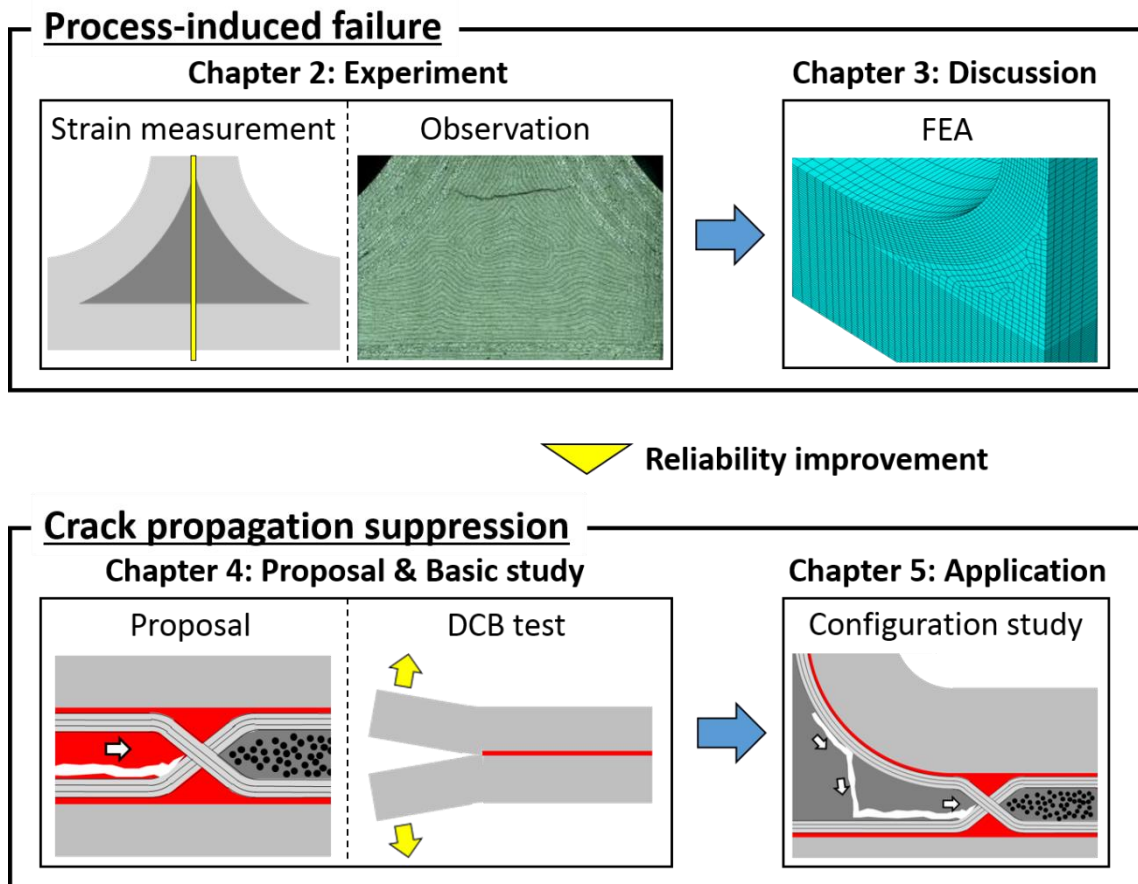 Process-induced failure
Chapter 2: Experiment
Chapter 3: Discussion
Strain measurement
Observation
FEA
Reliability improvement
Crack propagation suppression
Chapter 4: Proposal & Basic study
Chapter 5: Application
Proposal
DCB test
Configuration study